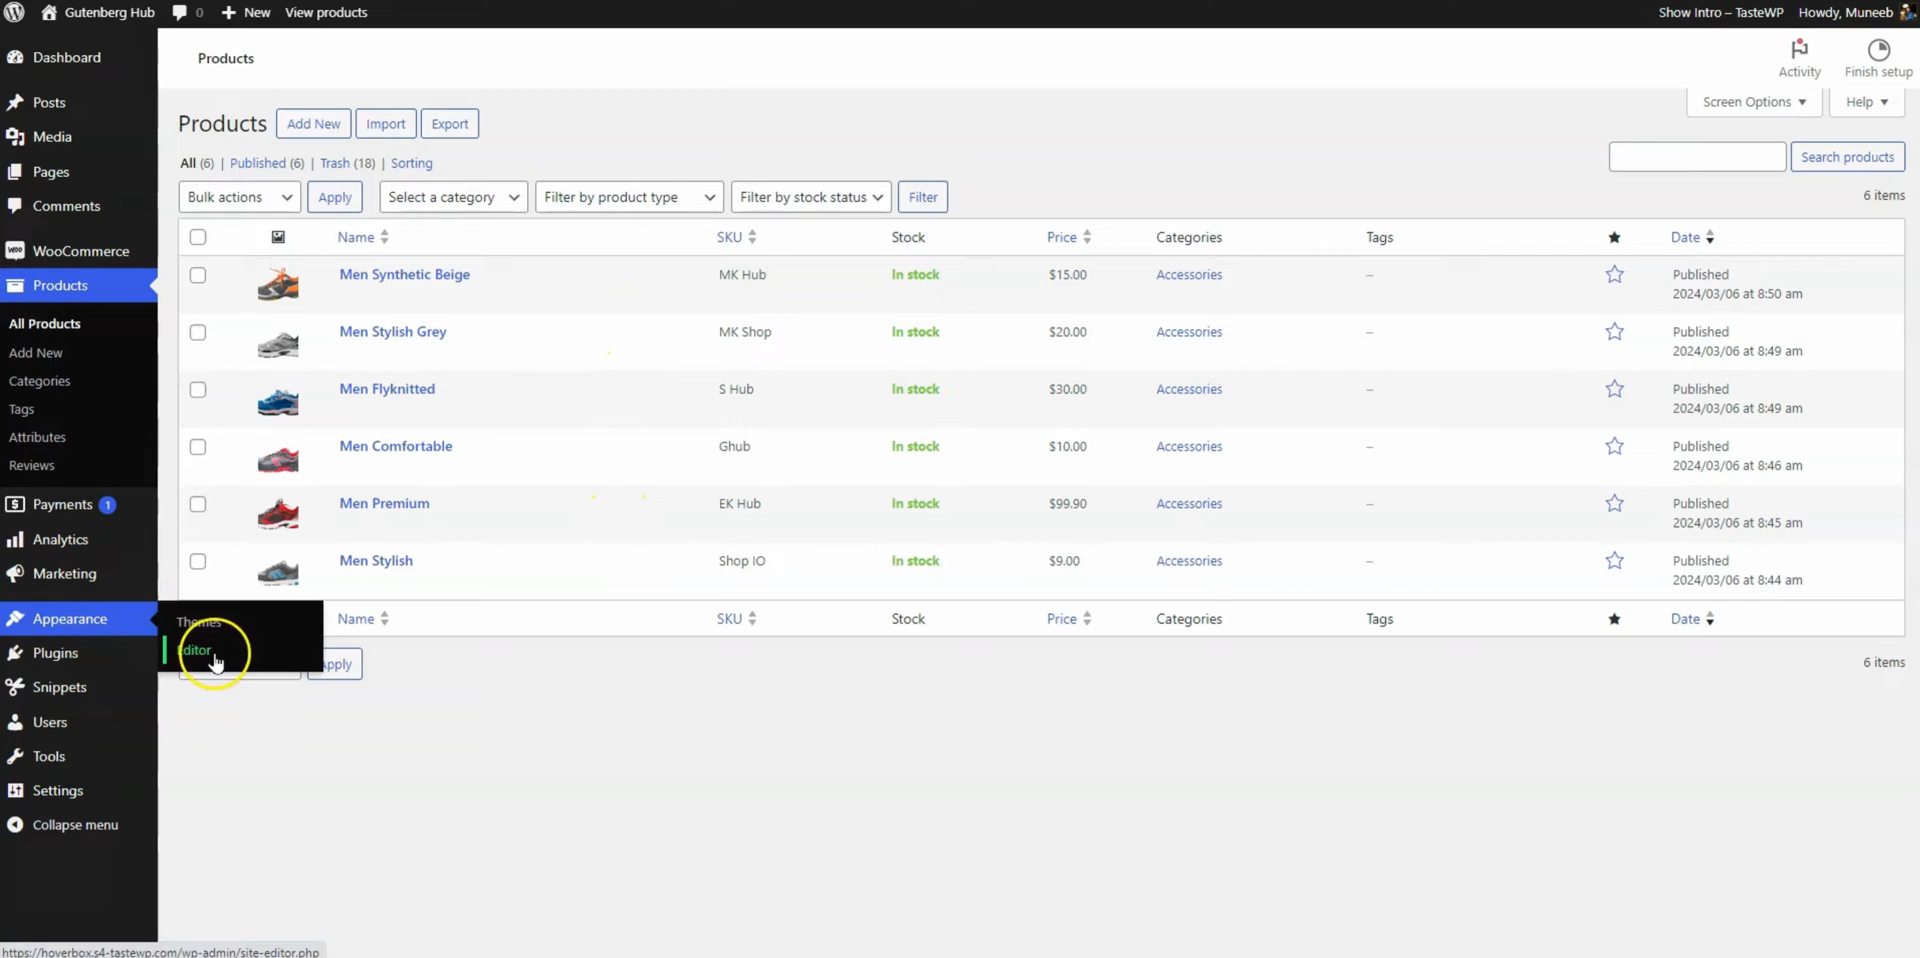 Gutenberg Hub 0 New View products Show Intro – TasteWP Howdy, Muneeb
Dashboard
Posts
Media
Pages
Comments
WooCommerce
Products
All Products
Add New
Categories
Tags
Attributes
Reviews
Payments 1
Analytics
Marketing
Appearance
Themes
Editor
Plugins
Snippets
Users
Tools
Settings
Collapse menu
Products
Activity
Finish setup
Screen Options
Help
Products Add New Import Export
All (6) | Published (6) | Trash (18) | Sorting
Search products
Bulk actions Apply Select a category Filter by product type Filter by stock status Filter 6 items
Name SKU Stock Price Categories Tags Date
Men Synthetic Beige MK Hub In stock $15.00 Accessories – Published
2024/03/06 at 8:50 am
Men Stylish Grey MK Shop In stock $20.00 Accessories – Published
2024/03/06 at 8:49 am
Men Flyknitted S Hub In stock $30.00 Accessories – Published
2024/03/06 at 8:49 am
Men Comfortable Ghub In stock $10.00 Accessories – Published
2024/03/06 at 8:46 am
Men Premium EK Hub In stock $99.90 Accessories – Published
2024/03/06 at 8:45 am
Men Stylish Shop IO In stock $9.00 Accessories – Published
2024/03/06 at 8:44 am
Name SKU Stock Price Categories Tags Date
Apply 6 items
https://hoverbox.s4-tastewp.com/wp-admin/site-editor.php